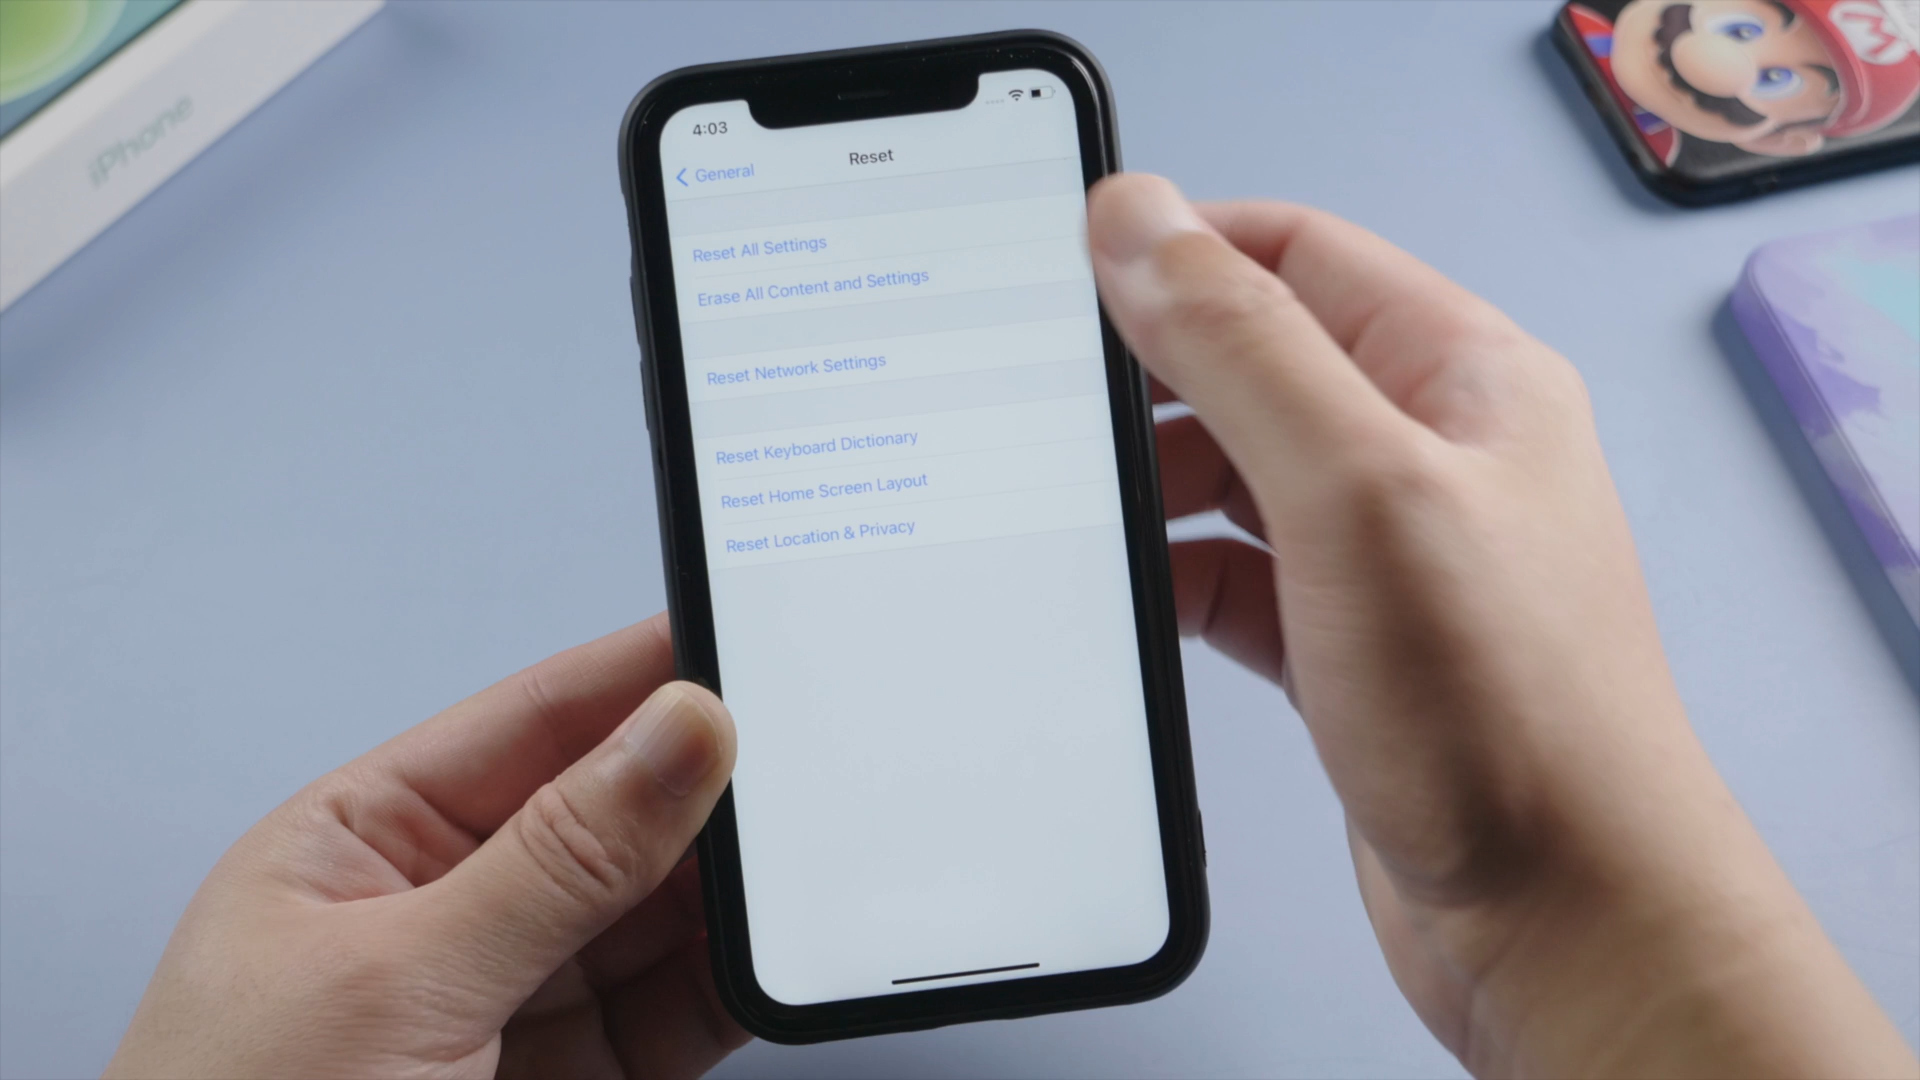 iPhone
4:03
General
Reset
Reset All Settings
Erase All Content and Settings
Reset Network Settings
Reset Keyboard Dictionary
Reset Home Screen Layout
Reset Location & Privacy
M